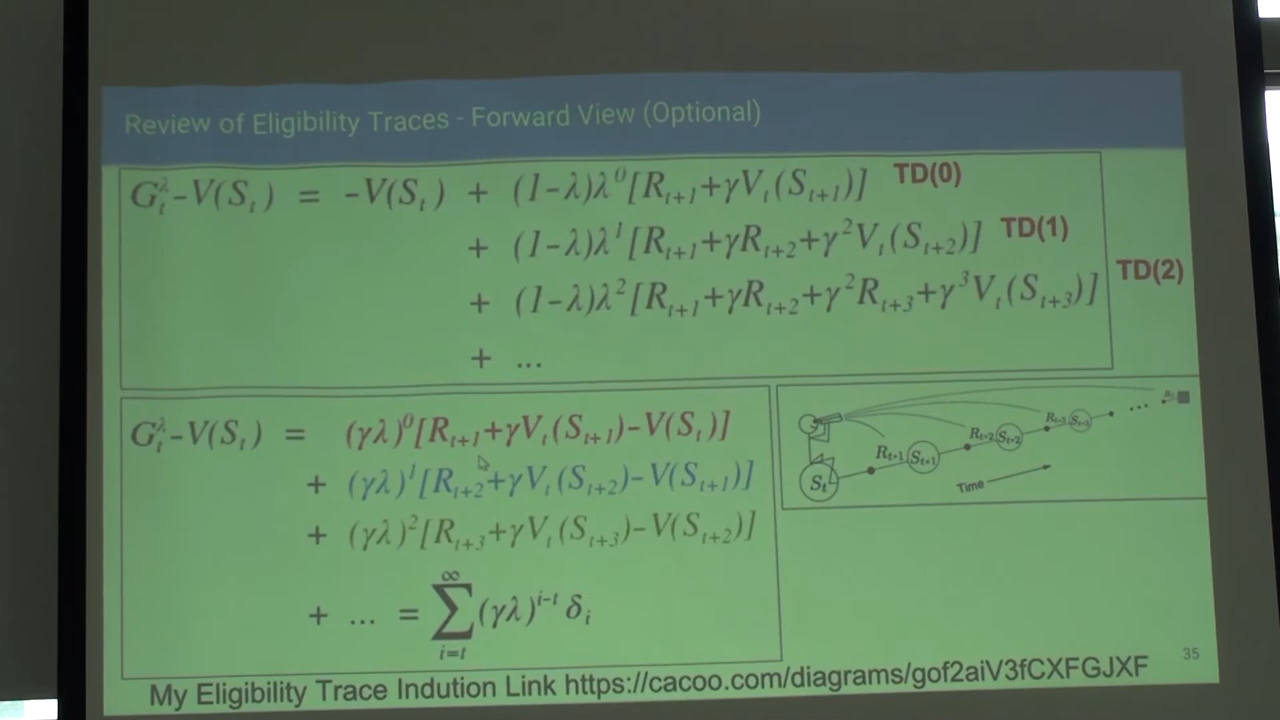 Review of Eligibility Traces - Forward View (Optional)
G_t^λ-V(S_t) = -V(S_t) + (1-λ)λ^0[R_{t+1}+γV_t(S_{t+1})] TD(0)
+ (1-λ)λ^1[R_{t+1}+γR_{t+2}+γ^2V_t(S_{t+2})] TD(1)
+ (1-λ)λ^2[R_{t+1}+γR_{t+2}+γ^2R_{t+3}+γ^3V_t(S_{t+3})] TD(2)
+ ...
G_t^λ-V(S_t) = (γλ)^0[R_{t+1}+γV_t(S_{t+1})-V(S_t)]
+ (γλ)^1[R_{t+2}+γV_t(S_{t+2})-V(S_{t+1})]
+ (γλ)^2[R_{t+3}+γV_t(S_{t+3})-V(S_{t+2})]
+ ... = ∑_{i=t}^{∞}(γλ)^{i-t} δ_i
S_t R_{t+1} S_{t+1} R_{t+2} S_{t+2} R_{t+3} S_{t+3} ...
Time
35
My Eligibility Trace Indution Link https://cacoo.com/diagrams/gof2aiV3fCXFGJXF